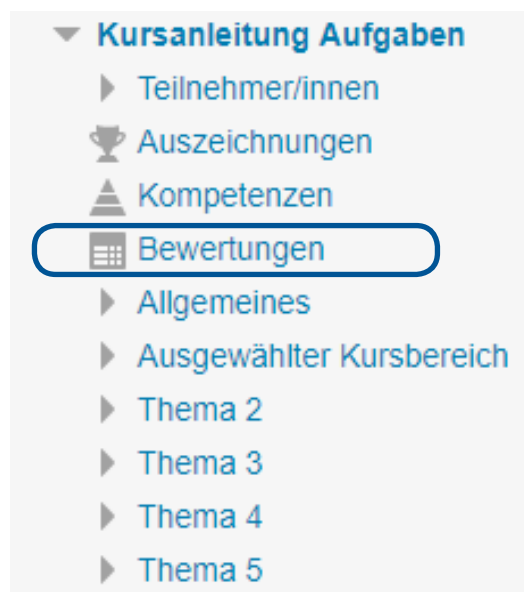 Kursanleitung Aufgaben
Teilnehmer/innen
Auszeichnungen
Kompetenzen
Bewertungen
Allgemeines
Ausgewählter Kursbereich
Thema 2
Thema 3
Thema 4
Thema 5